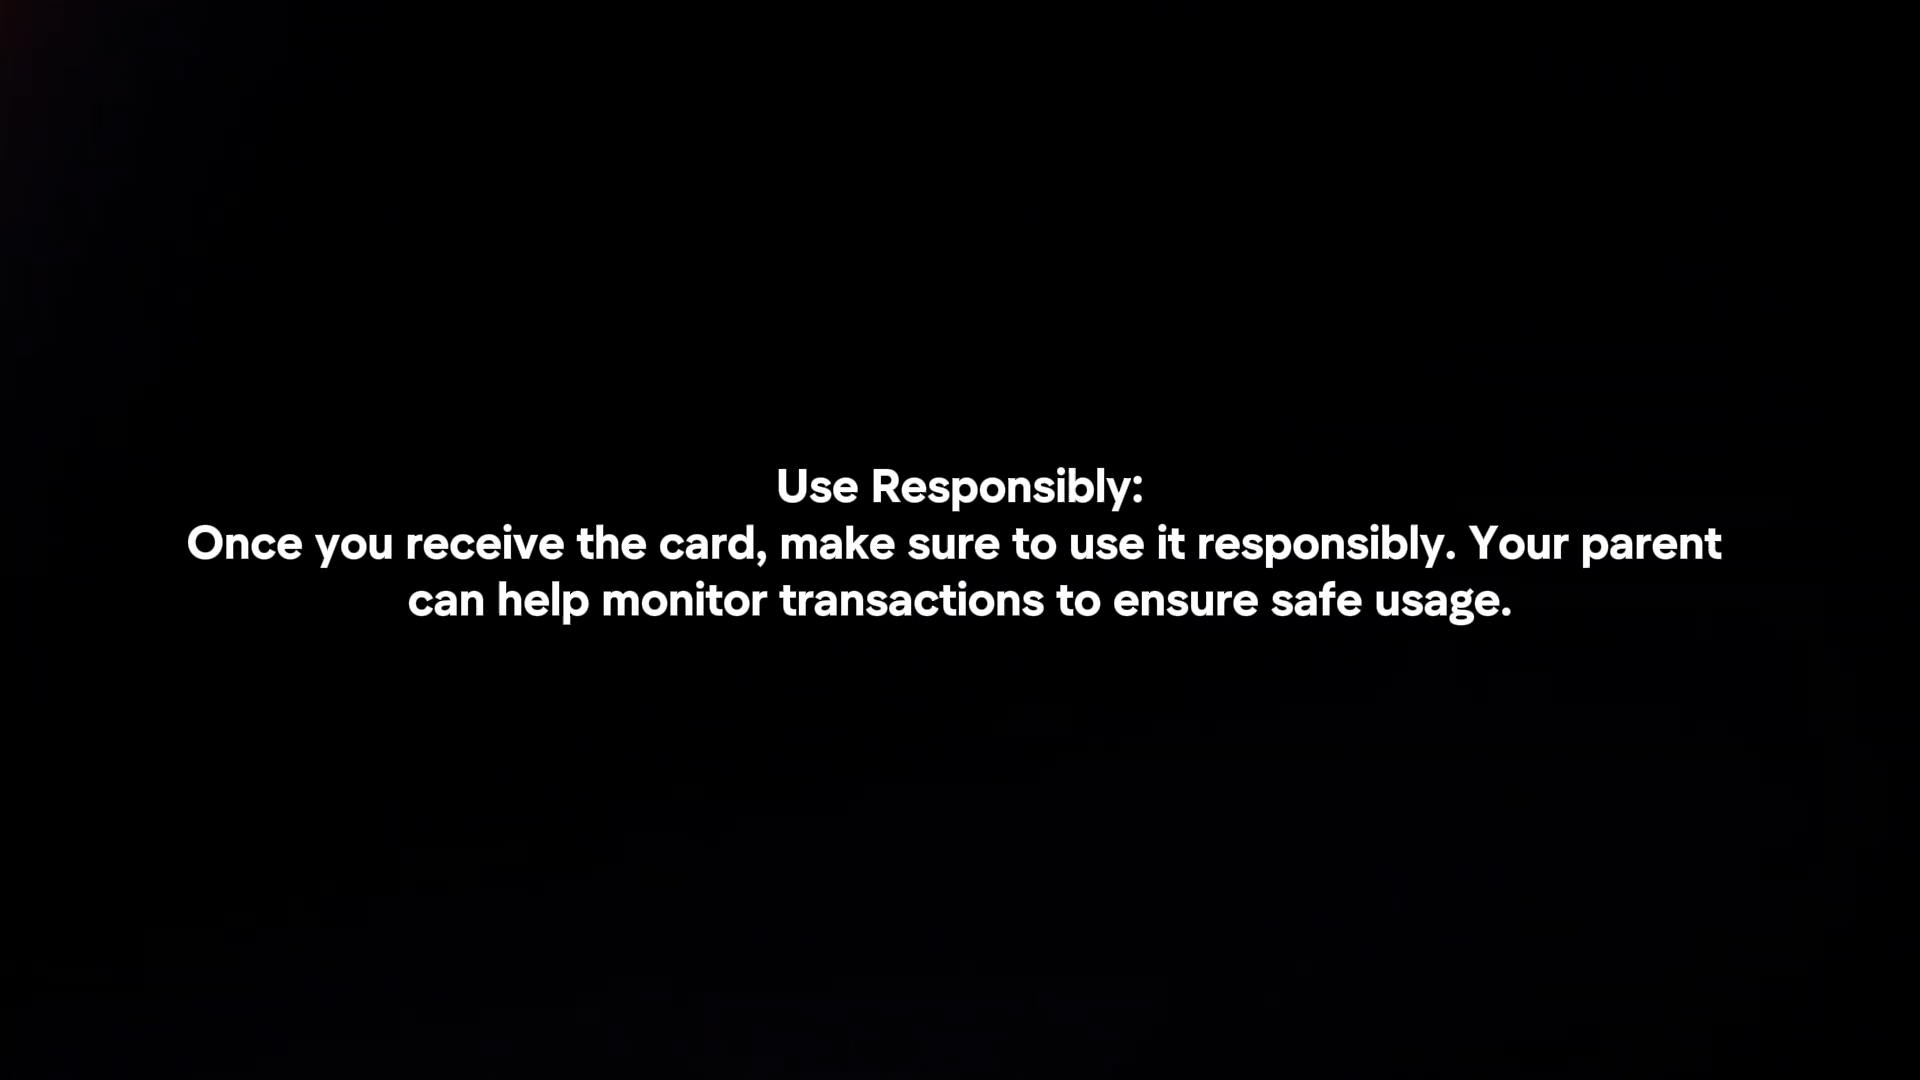 Use Responsibly:
Once you receive the card, make sure to use it responsibly. Your parent
can help monitor transactions to ensure safe usage.